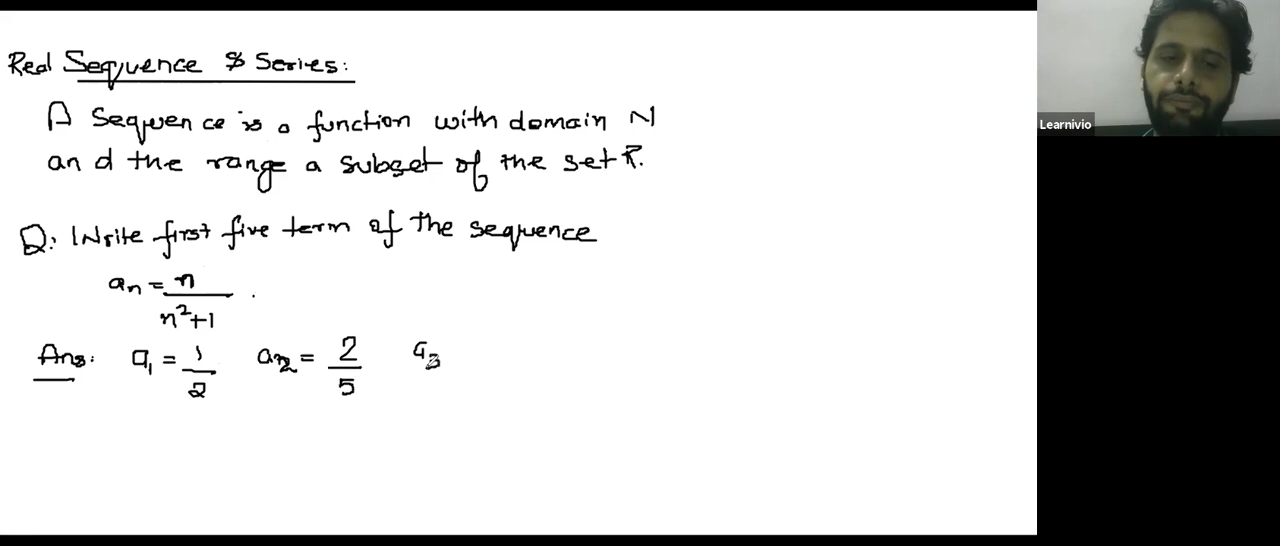 Real Sequence & Series:
A Sequence is a function with domain N
and the range a subset of the set R.
Q: Write first five term of the sequence
aₙ = n / n²+1 .
Ans: a₁ = 1/2 a₂ = 2/5 a₃
Learnivio